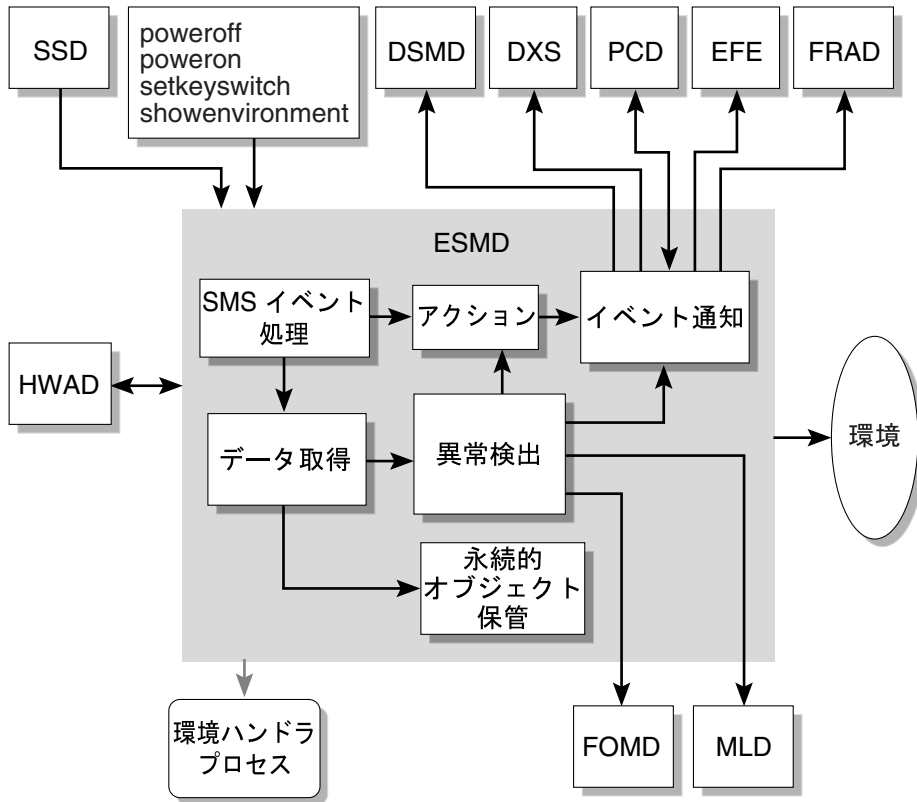 SSD
poweroff
poweron
setkeyswitch
showenvironment
DSMD
DXS
PCD
EFE
FRAD
ESMD
SMS イベント
処理
アクション
イベント通知
HWAD
データ取得
異常検出
環境
永続的
オブジェクト
保管
環境ハンドラ
プロセス
FOMD
MLD